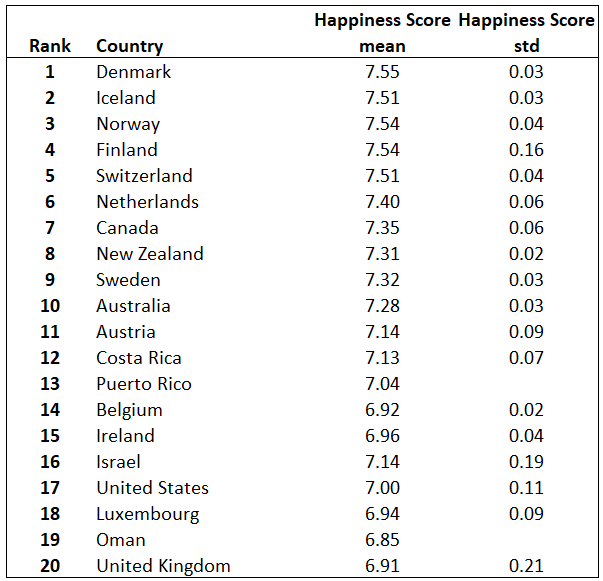 Happiness Score Happiness Score
Rank Country mean std
1 Denmark 7.55 0.03
2 Iceland 7.51 0.03
3 Norway 7.54 0.04
4 Finland 7.54 0.16
5 Switzerland 7.51 0.04
6 Netherlands 7.40 0.06
7 Canada 7.35 0.06
8 New Zealand 7.31 0.02
9 Sweden 7.32 0.03
10 Australia 7.28 0.03
11 Austria 7.14 0.09
12 Costa Rica 7.13 0.07
13 Puerto Rico 7.04
14 Belgium 6.92 0.02
15 Ireland 6.96 0.04
16 Israel 7.14 0.19
17 United States 7.00 0.11
18 Luxembourg 6.94 0.09
19 Oman 6.85
20 United Kingdom 6.91 0.21